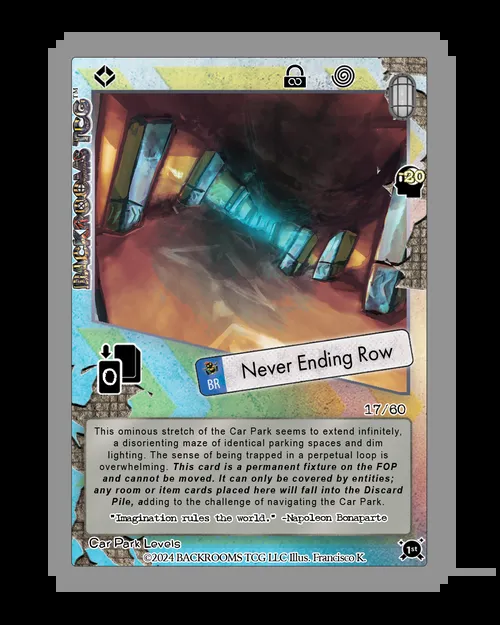 BACKROOMS TCG™
-20
BR
Never Ending Row
0
17/60
This ominous stretch of the Car Park seems to extend infinitely,
a disorienting maze of identical parking spaces and dim
lighting. The sense of being trapped in a perpetual loop is
overwhelming. This card is a permanent fixture on the FOP
and cannot be moved. It can only be covered by entities;
any room or item cards placed here will fall into the Discard
Pile, adding to the challenge of navigating the Car Park.
"Imagination rules the world." -Napoleon Bonaparte
Car Park Levels
©2024 BACKROOMS TCG LLC Illus. Francisco K.
1st